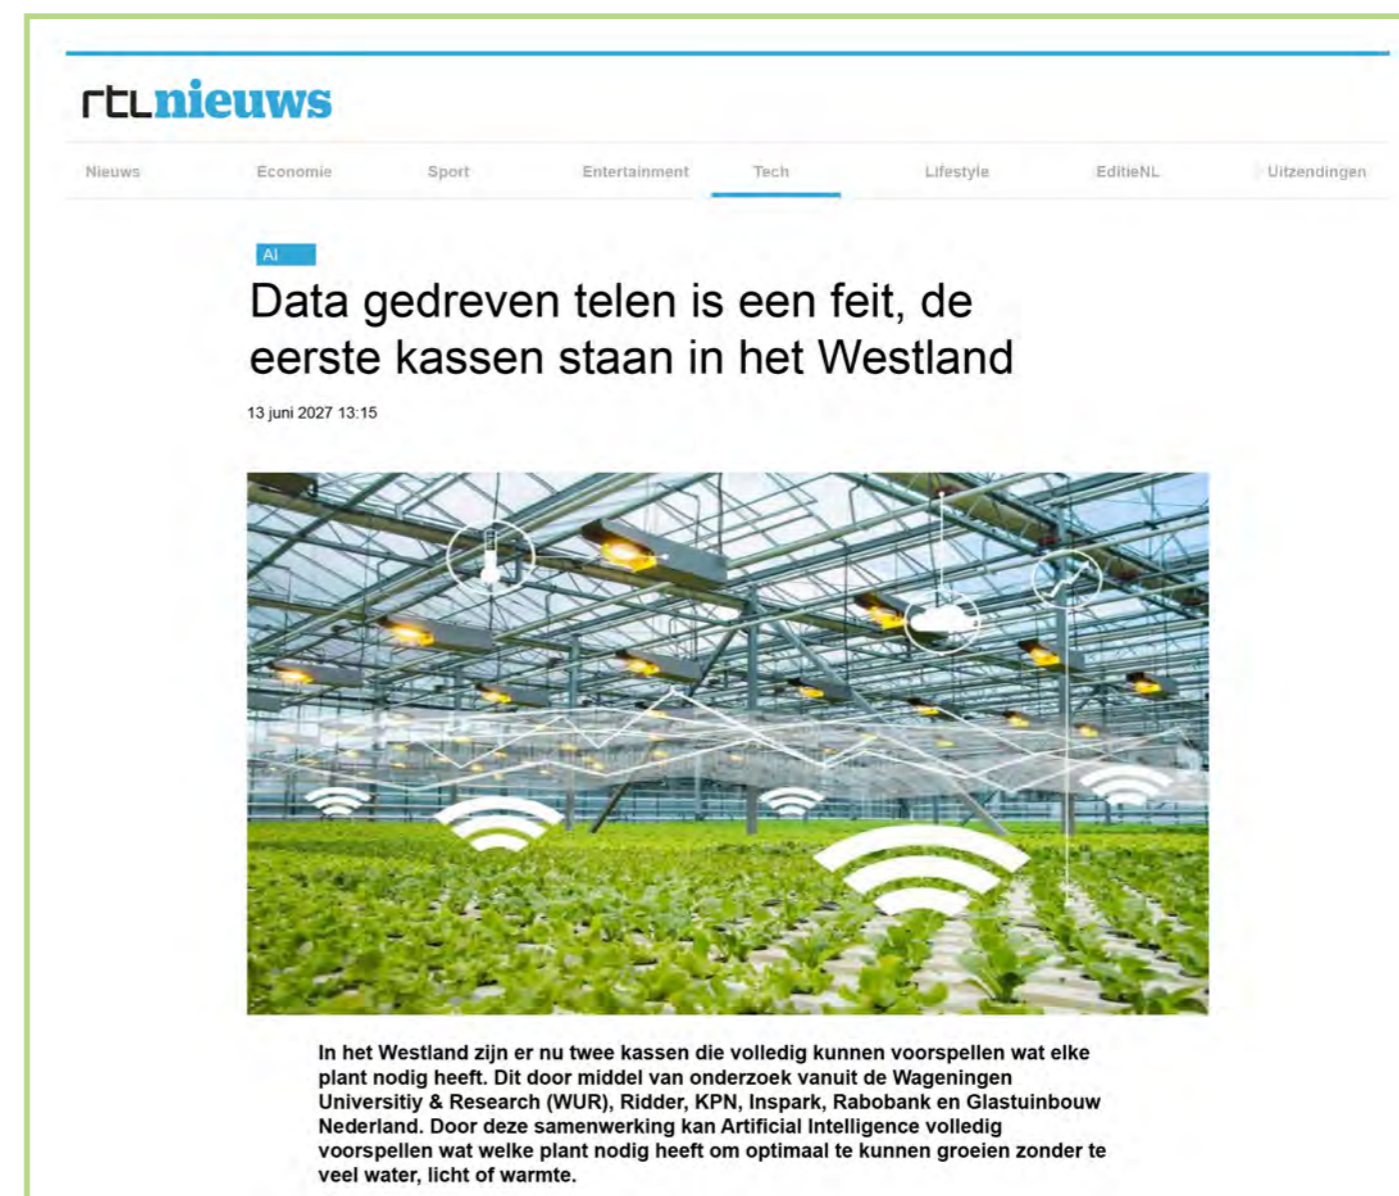 rtlnieuws
Nieuws Economie Sport Entertainment Tech Lifestyle EditieNL Uitzendingen
AI
Data gedreven telen is een feit, de
eerste kassen staan in het Westland
13 juni 2027 13:15
In het Westland zijn er nu twee kassen die volledig kunnen voorspellen wat elke
plant nodig heeft. Dit door middel van onderzoek vanuit de Wageningen
Universitiy & Research (WUR), Ridder, KPN, Inspark, Rabobank en Glastuinbouw
Nederland. Door deze samenwerking kan Artificial Intelligence volledig
voorspellen wat welke plant nodig heeft om optimaal te kunnen groeien zonder te
veel water, licht of warmte.